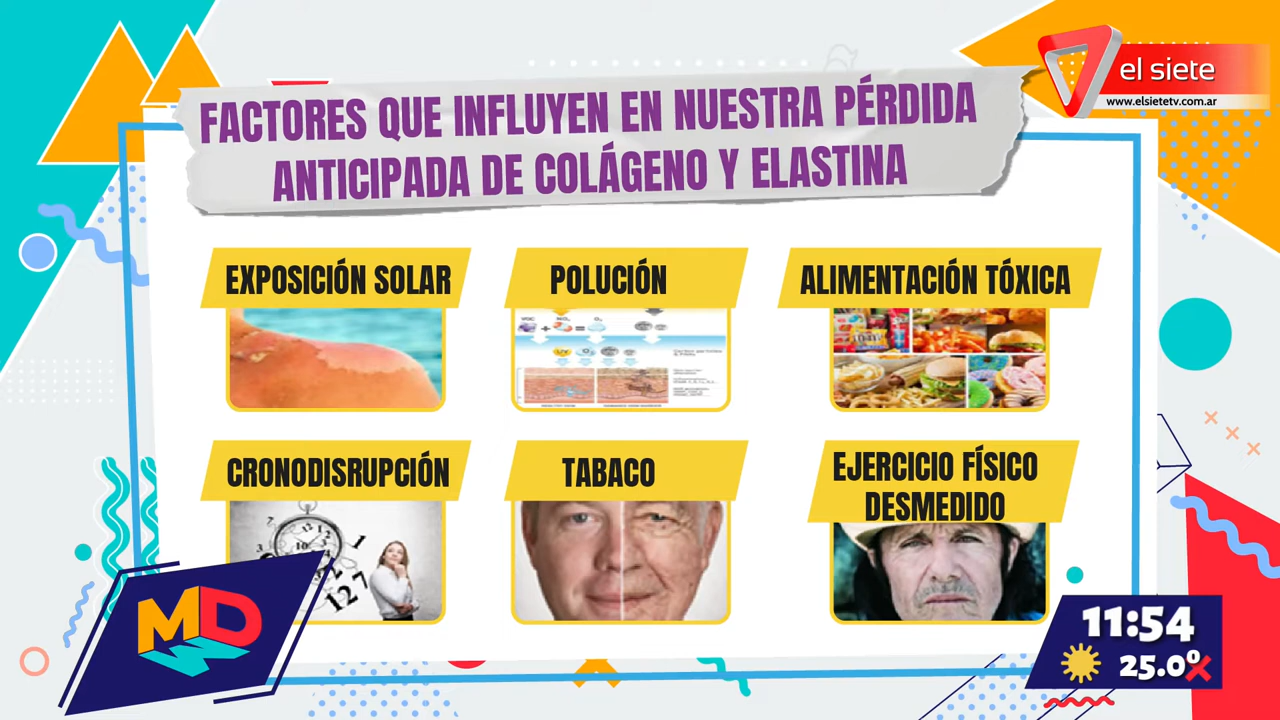 el siete
www.elsietetv.com.ar
FACTORES QUE INFLUYEN EN NUESTRA PÉRDIDA
ANTICIPADA DE COLÁGENO Y ELASTINA
EXPOSICIÓN SOLAR
POLUCIÓN
ALIMENTACIÓN TÓXICA
CRONODISRUPCIÓN
TABACO
EJERCICIO FÍSICO
DESMEDIDO
MD
11:54
25.0º